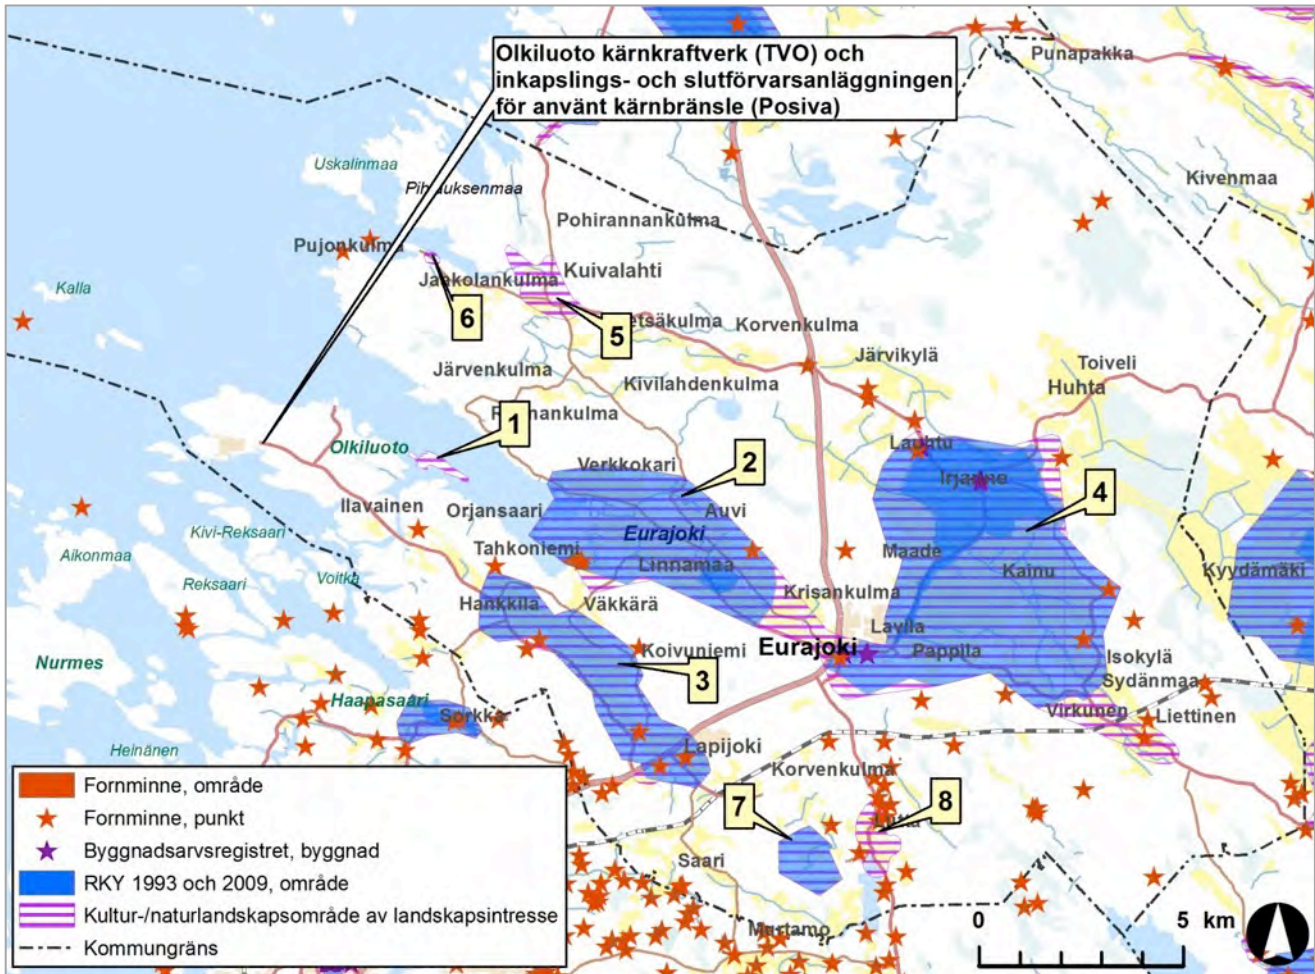 Olkiluoto kärnkraftverk (TVO) och
inkapslings- och slutförvarsanläggningen
för använt kärnbränsle (Posiva)
Punapakka
Uskalinmaa
Kivenmaa
Pohirannankulma
Pujonkulma
Kuivalahti
Jaakolankulma
Kalla
6
5
Korvenkulma
Järvikylä
Järvenkulma
Kivilahdenkulma
Toiveli
Huhta
1
Olkiluoto
Verkkokari
2
Lauhtu
4
Ilavainen
Orjansaari
Auvi
Kivi-Reksaari
Eurajoki
Aikonmaa
Tahkoniemi
Maade
Reksaari
Voitka
Linnamaa
Kainu
Kyydämäki
Hankkila
Väkkärä
Krisankulma
Lavila
Nurmes
Koivuniemi
Eurajoki
Pappila
Isokylä
3
Sydänmaa
Haapasaari
Sorkka
Virkunen
Liettinen
Heinänen
Lapijoki
Korvenkulma
7
8
Saari
Murtamo
Fornminne, område
Fornminne, punkt
Byggnadsarvsregistret, byggnad
RKY 1993 och 2009, område
Kultur-/naturlandskapsområde av landskapsintresse
Kommungräns
0 5 km